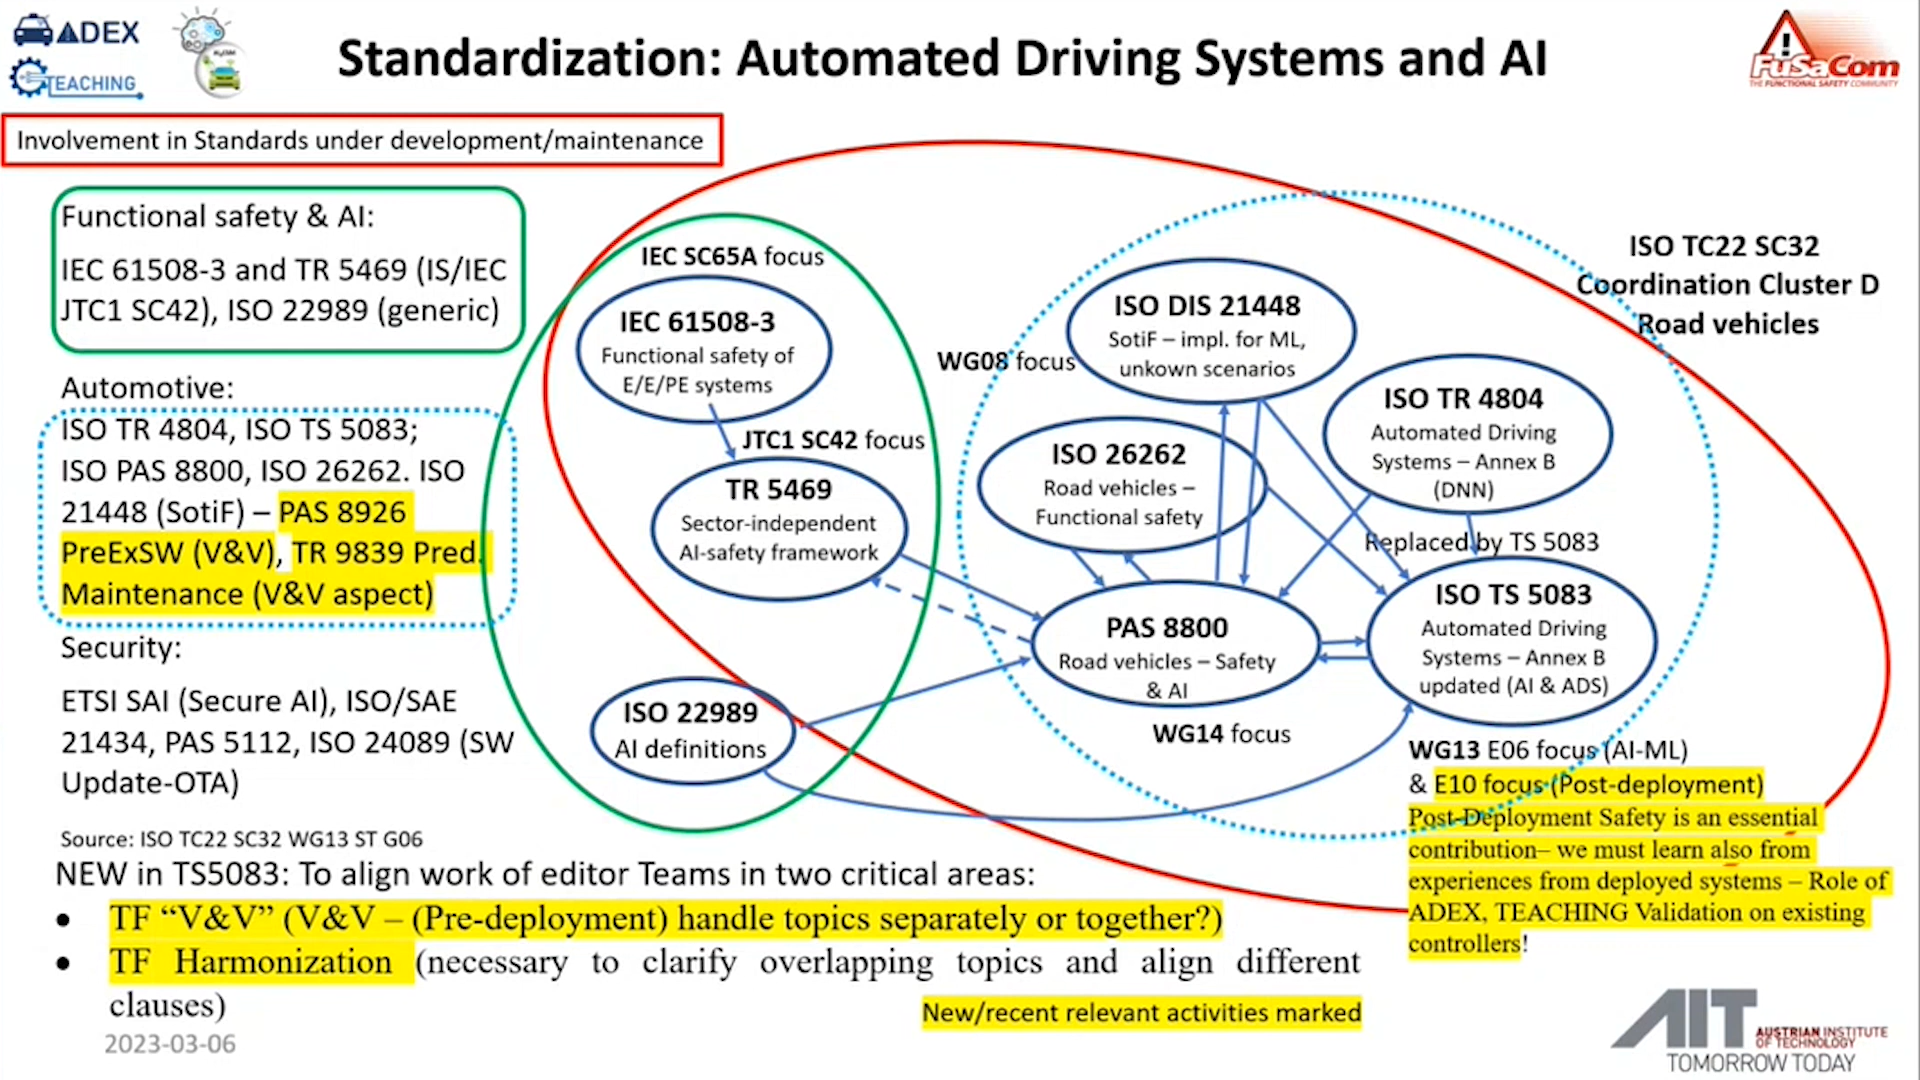 ADEX
TEACHING
Standardization: Automated Driving Systems and AI
FuSaCom
THE FUNCTIONAL SAFETY COMMUNITY
Involvement in Standards under development/maintenance
Functional safety & AI:
IEC 61508-3 and TR 5469 (IS/IEC
JTC1 SC42), ISO 22989 (generic)
Automotive:
ISO TR 4804, ISO TS 5083;
ISO PAS 8800, ISO 26262. ISO
21448 (SotiF) – PAS 8926
PreExSW (V&V), TR 9839 Pred.
Maintenance (V&V aspect)
Security:
ETSI SAI (Secure AI), ISO/SAE
21434, PAS 5112, ISO 24089 (SW
Update-OTA)
Source: ISO TC22 SC32 WG13 ST G06
IEC SC65A focus
IEC 61508-3
Functional safety of
E/E/PE systems
JTC1 SC42 focus
TR 5469
Sector-independent
AI-safety framework
ISO 22989
AI definitions
WG08 focus
ISO DIS 21448
SotiF – impl. for ML,
unkown scenarios
ISO 26262
Road vehicles –
Functional safety
ISO TR 4804
Automated Driving
Systems – Annex B
(DNN)
Replaced by TS 5083
PAS 8800
Road vehicles – Safety
& AI
WG14 focus
ISO TS 5083
Automated Driving
Systems – Annex B
updated (AI & ADS)
ISO TC22 SC32
Coordination Cluster D
Road vehicles
WG13 E06 focus (AI-ML)
& E10 focus (Post-deployment)
Post-Deployment Safety is an essential
contribution– we must learn also from
experiences from deployed systems – Role of
ADEX, TEACHING Validation on existing
controllers!
NEW in TS5083: To align work of editor Teams in two critical areas:
• TF “V&V” (V&V – (Pre-deployment) handle topics separately or together?)
• TF Harmonization (necessary to clarify overlapping topics and align different
clauses)
New/recent relevant activities marked
2023-03-06
AIT
AUSTRIAN INSTITUTE
OF TECHNOLOGY
TOMORROW TODAY